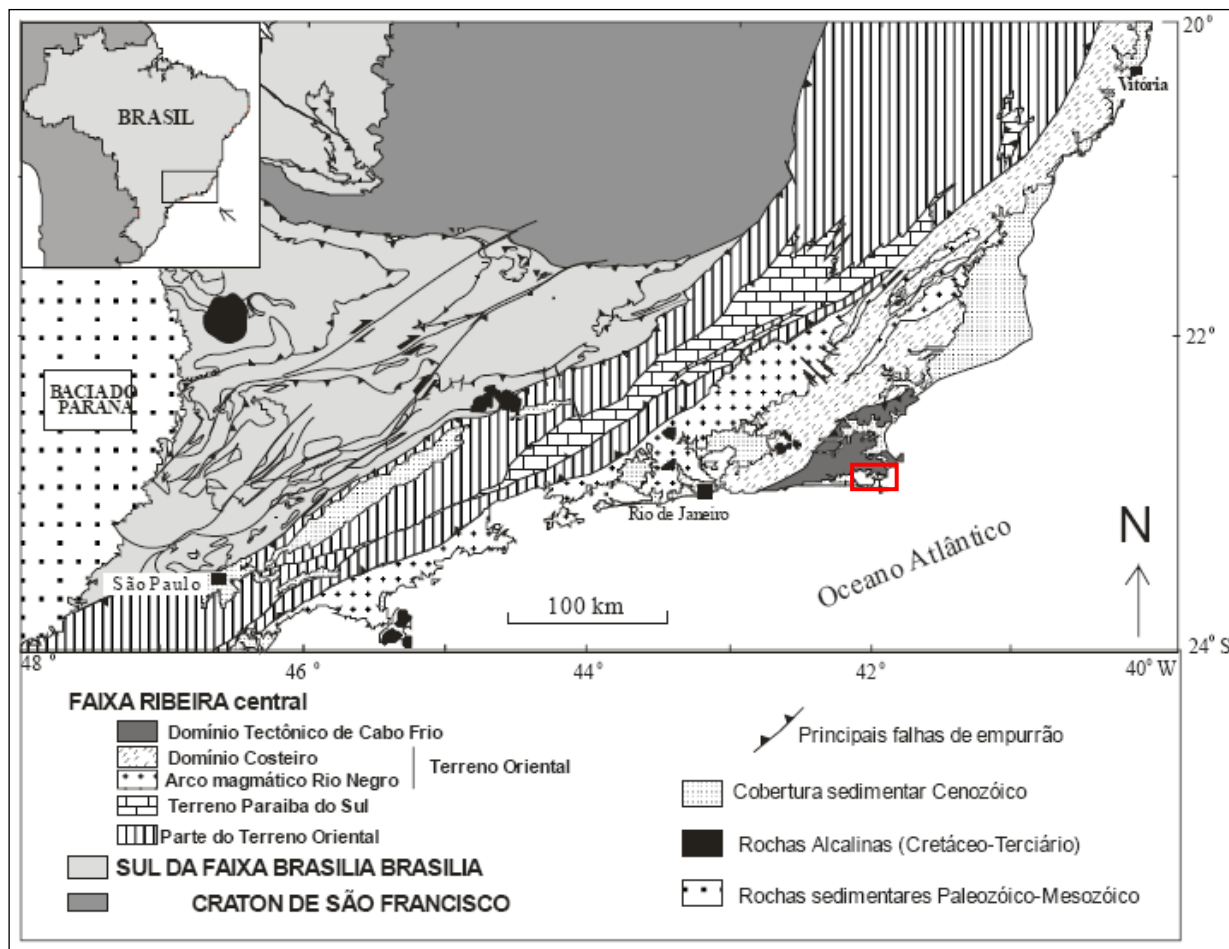 BRASIL
20°
Vitória
22°
BACIA DO
PARANA
Rio de Janeiro
São Paulo
Oceano Atlântico
N
100 km
24° S
48°
46°
44°
42°
40° W
FAIXA RIBEIRA central
Domínio Tectônico de Cabo Frio
Domínio Costeiro
Arco magmático Rio Negro
Terreno Oriental
Terreno Paraiba do Sul
Parte do Terreno Oriental
SUL DA FAIXA BRASILIA BRASILIA
CRATON DE SÃO FRANCISCO
Principais falhas de empurrão
Cobertura sedimentar Cenozóico
Rochas Alcalinas (Cretáceo-Terciário)
Rochas sedimentares Paleozóico-Mesozóico